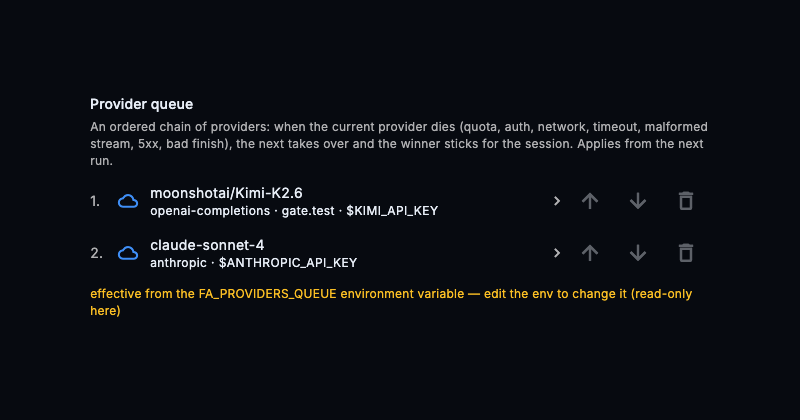 Provider queue
An ordered chain of providers: when the current provider dies (quota, auth, network, timeout, malformed
stream, 5xx, bad finish), the next takes over and the winner sticks for the session. Applies from the next
run.
1. moonshotai/Kimi-K2.6
openai-completions · gate.test · $KIMI_API_KEY
2. claude-sonnet-4
anthropic · $ANTHROPIC_API_KEY
effective from the FA_PROVIDERS_QUEUE environment variable — edit the env to change it (read-only
here)